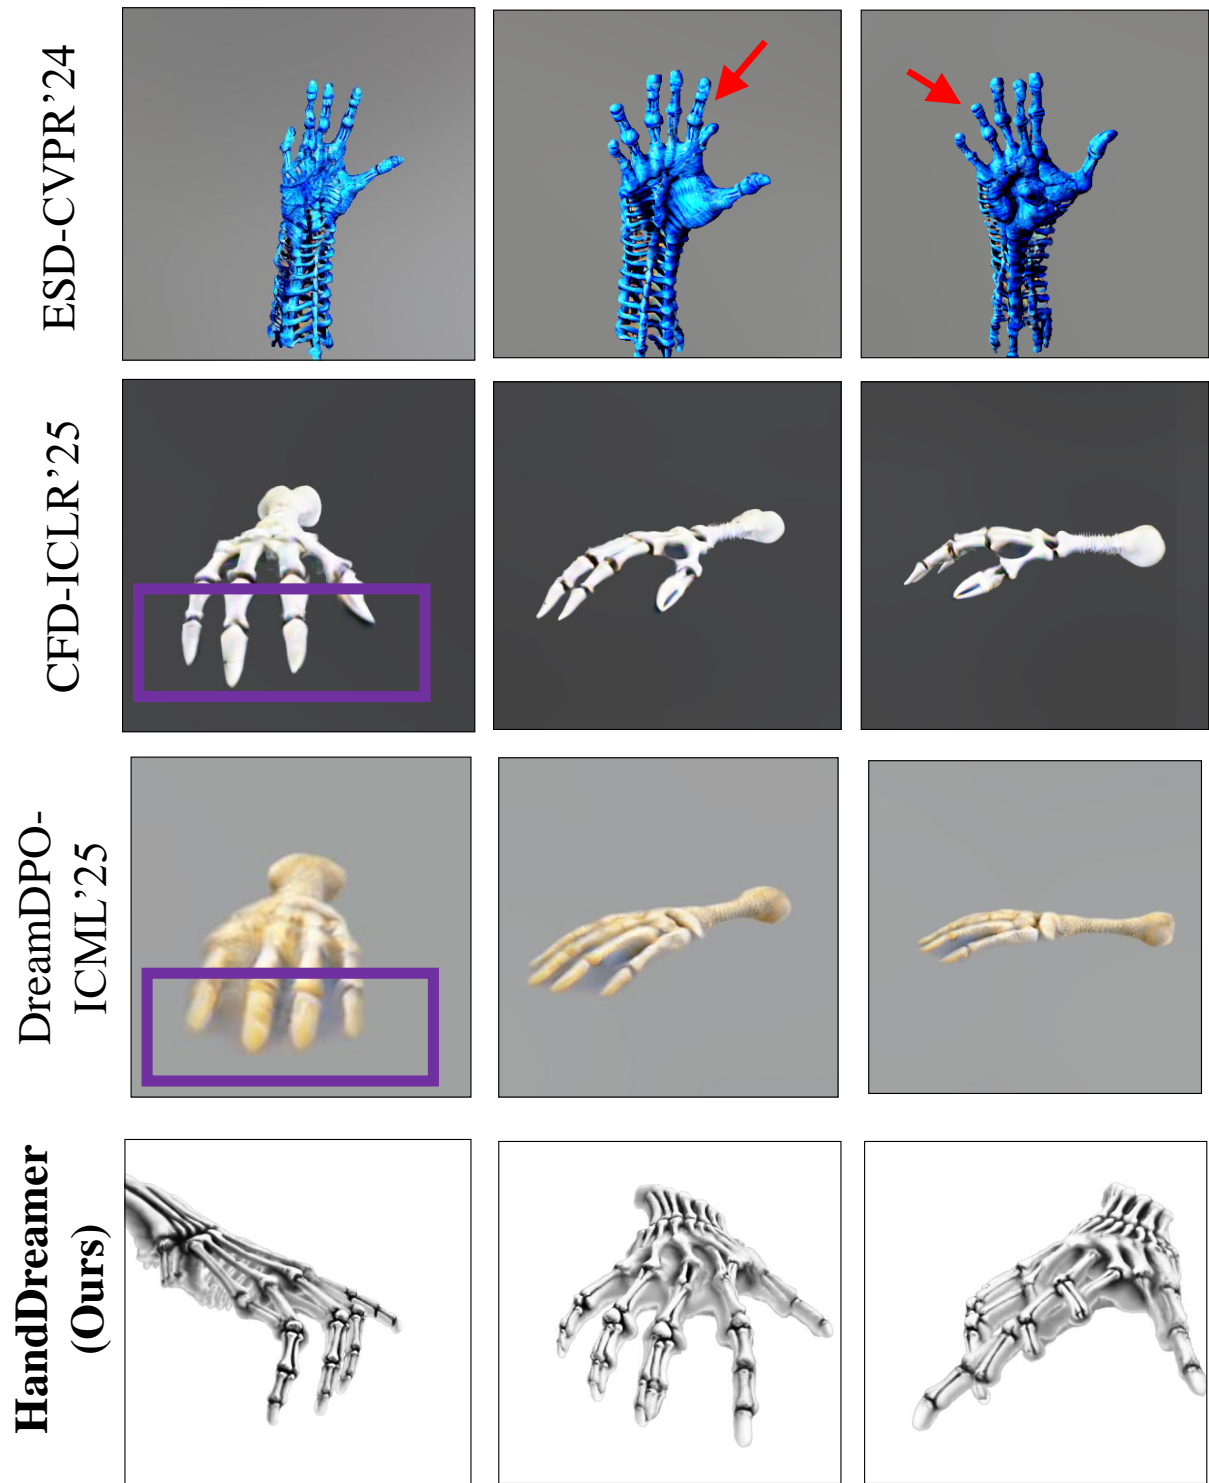 ESD-CVPR’24
CFD-ICLR’25
DreamDPO-
ICML’25
HandDreamer
(Ours)